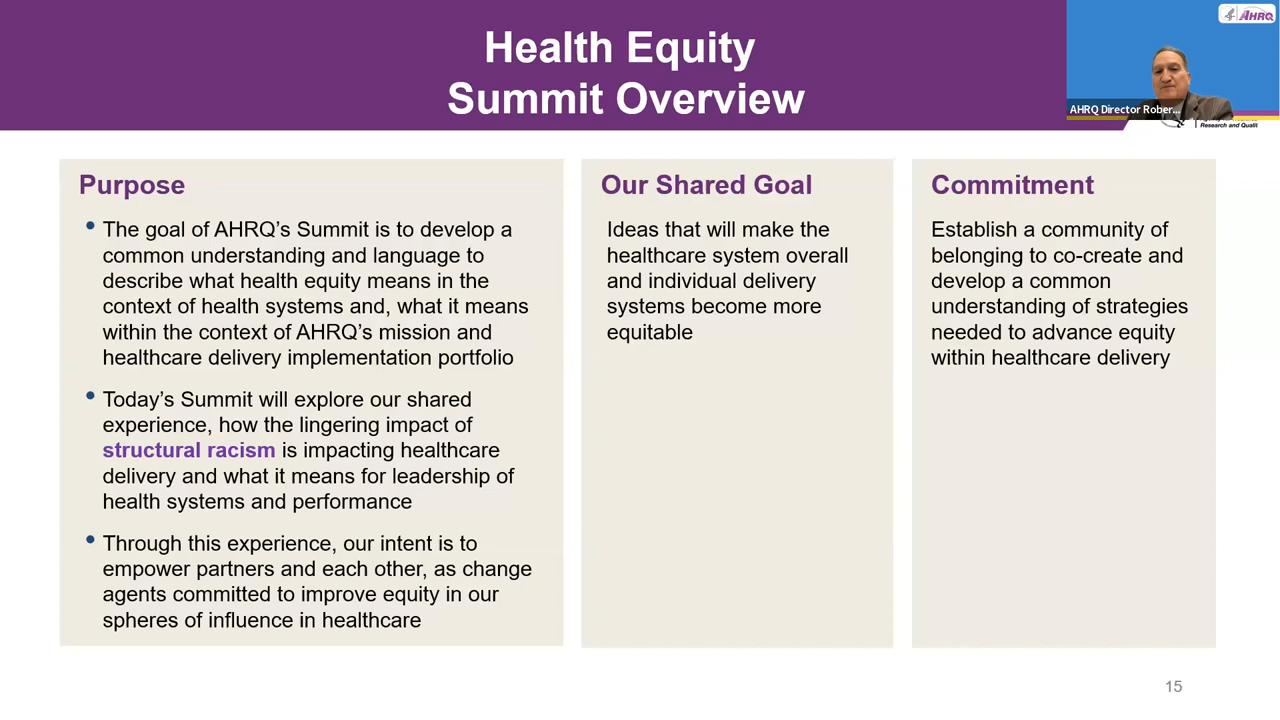 Health Equity
Summit Overview
AHRQ
AHRQ Director Rober...
Research and Qualit
Purpose
• The goal of AHRQ’s Summit is to develop a
common understanding and language to
describe what health equity means in the
context of health systems and, what it means
within the context of AHRQ’s mission and
healthcare delivery implementation portfolio
• Today’s Summit will explore our shared
experience, how the lingering impact of
structural racism is impacting healthcare
delivery and what it means for leadership of
health systems and performance
• Through this experience, our intent is to
empower partners and each other, as change
agents committed to improve equity in our
spheres of influence in healthcare
Our Shared Goal
Ideas that will make the
healthcare system overall
and individual delivery
systems become more
equitable
Commitment
Establish a community of
belonging to co-create and
develop a common
understanding of strategies
needed to advance equity
within healthcare delivery
15